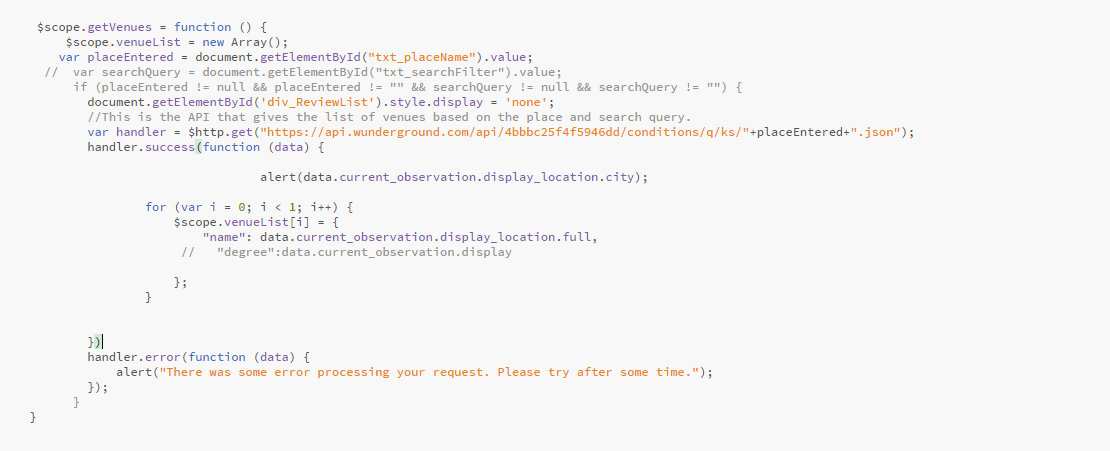 $scope.getVenues = function () {
$scope.venueList = new Array();
var placeEntered = document.getElementById("txt_placeName").value;
// var searchQuery = document.getElementById("txt_searchFilter").value;
if (placeEntered != null && placeEntered != "" && searchQuery != null && searchQuery != "") {
document.getElementById('div_ReviewList').style.display = 'none';
//This is the API that gives the list of venues based on the place and search query.
var handler = $http.get("https://api.wunderground.com/api/4bbbc25f4f5946dd/conditions/q/ks/"+placeEntered+".json");
handler.success(function (data) {
alert(data.current_observation.display_location.city);
for (var i = 0; i < 1; i++) {
$scope.venueList[i] = {
"name": data.current_observation.display_location.full,
// "degree":data.current_observation.display
};
}
})
handler.error(function (data) {
alert("There was some error processing your request. Please try after some time.");
});
}
}